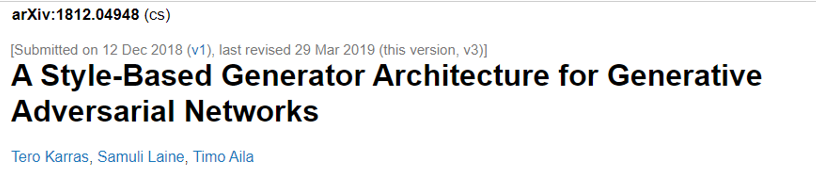 arXiv:1812.04948 (cs)
[Submitted on 12 Dec 2018 (v1), last revised 29 Mar 2019 (this version, v3)]
A Style-Based Generator Architecture for Generative
Adversarial Networks
Tero Karras, Samuli Laine, Timo Aila